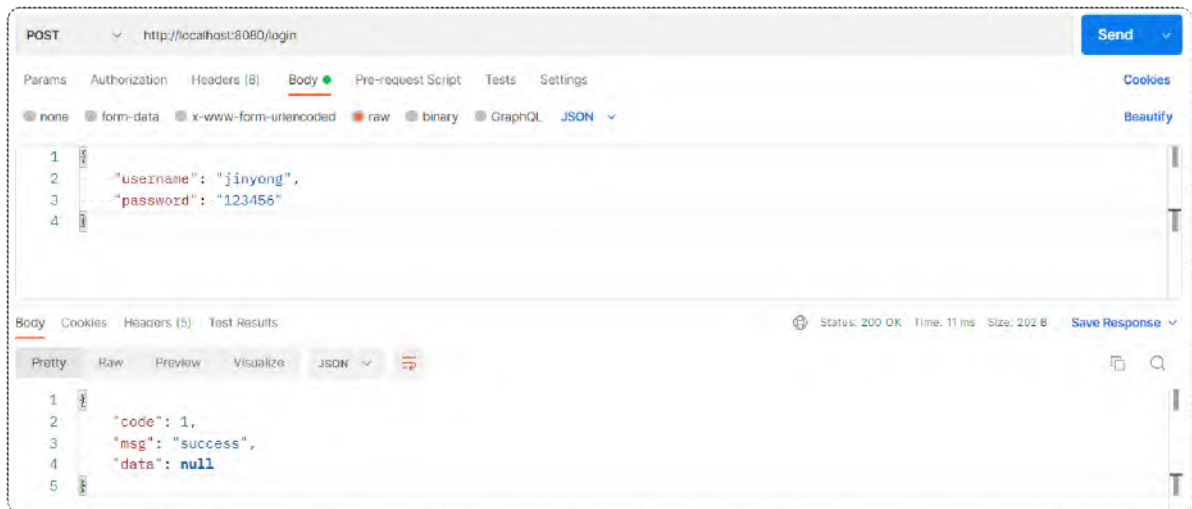 POST http://localhost:8080/login Send
Params Authorization Headers (8) Body Pre-request Script Tests Settings Cookies
none form-data x-www-form-urlencoded raw binary GraphQL JSON Beautify
1 {
2 "username": "jinyong",
3 "password": "123456"
4 }
Body Cookies Headers (5) Test Results Status: 200 OK Time: 11 ms Size: 202 B Save Response
Pretty Raw Preview Visualize JSON
1 {
2 "code": 1,
3 "msg": "success",
4 "data": null
5 }